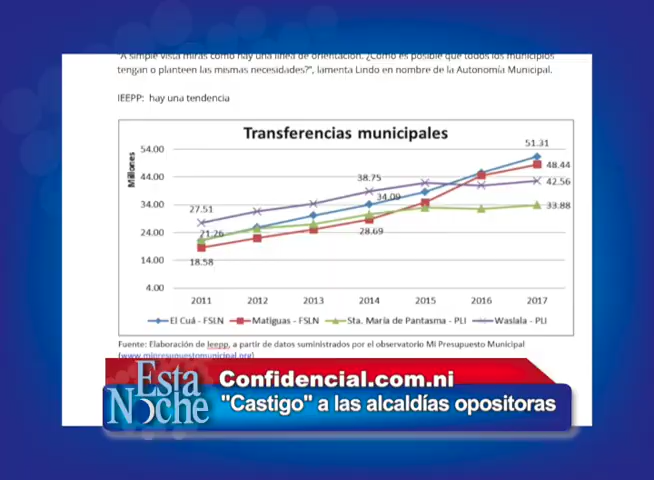 "A simple vista miras cómo hay una línea de orientación. ¿Cómo es posible que todos los municipios
tengan o planteen las mismas necesidades?", lamenta Lindo en nombre de la Autonomía Municipal.
IEEPP: hay una tendencia
Transferencias municipales
Millones
54.00
44.00
34.00
24.00
14.00
4.00
27.51
21.26
18.58
38.75
34.09
28.69
51.31
48.44
42.56
33.88
2011 2012 2013 2014 2015 2016 2017
El Cuá - FSLN Matiguas - FSLN Sta. María de Pantasma - PLI Waslala - PLI
Fuente: Elaboración de Ieepp, a partir de datos suministrados por el observatorio MI Presupuesto Municipal
(www.mipresupuestomunicipal.org)
Esta
Noche
Confidencial.com.ni
"Castigo" a las alcaldías opositoras